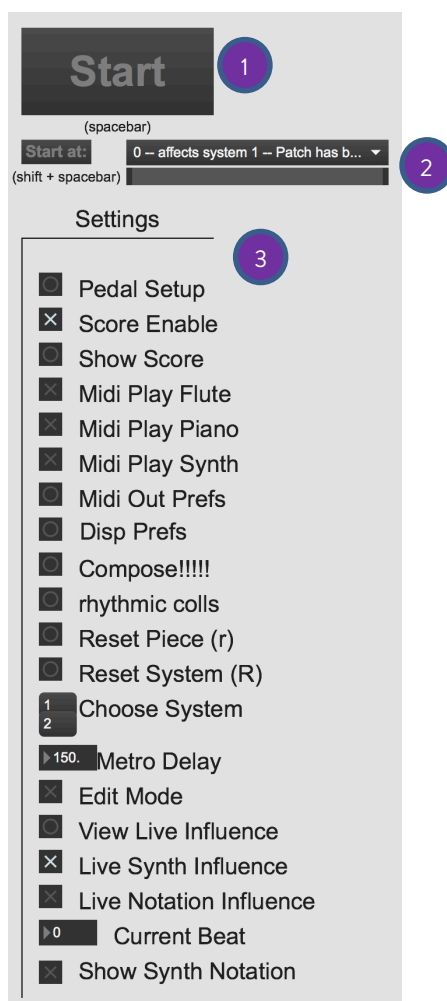 Start
1
(spacebar)
Start at:
0 -- affects system 1 -- Patch has b...
2
(shift + spacebar)
Settings
3
Pedal Setup
Score Enable
Show Score
Midi Play Flute
Midi Play Piano
Midi Play Synth
Midi Out Prefs
Disp Prefs
Compose!!!!!
rhythmic colls
Reset Piece (r)
Reset System (R)
1
2
Choose System
150. Metro Delay
Edit Mode
View Live Influence
Live Synth Influence
Live Notation Influence
0 Current Beat
Show Synth Notation